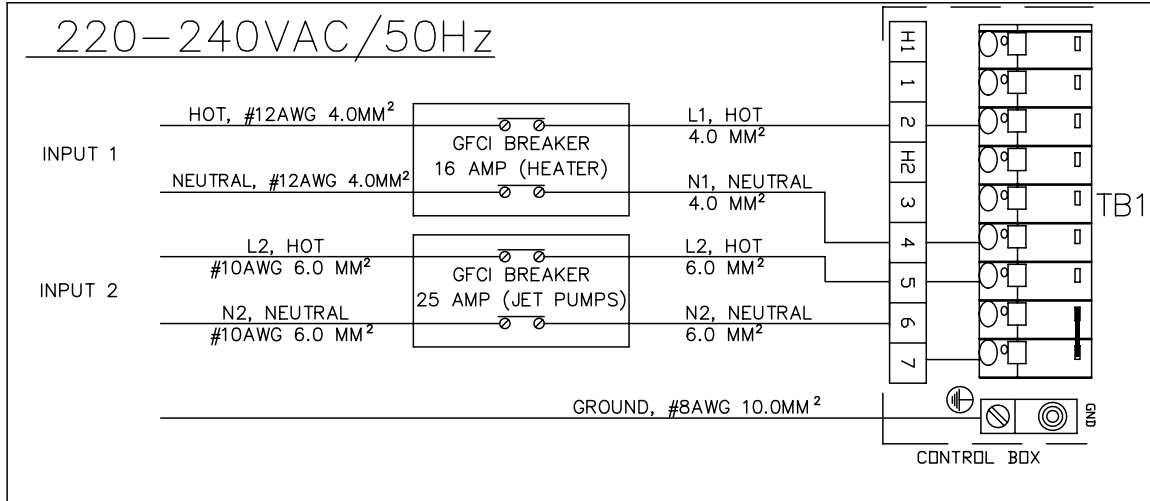 220-240VAC/50Hz
INPUT 1
HOT, #12AWG 4.0MM²
NEUTRAL, #12AWG 4.0MM²
GFCI BREAKER
16 AMP (HEATER)
L1, HOT
4.0 MM²
N1, NEUTRAL
4.0 MM²
INPUT 2
L2, HOT
#10AWG 6.0 MM²
N2, NEUTRAL
#10AWG 6.0 MM²
GFCI BREAKER
25 AMP (JET PUMPS)
L2, HOT
6.0 MM²
N2, NEUTRAL
6.0 MM²
GROUND, #8AWG 10.0MM²
H1
1
2
H2
3
4
5
6
7
TB1
GND
CONTROL BOX